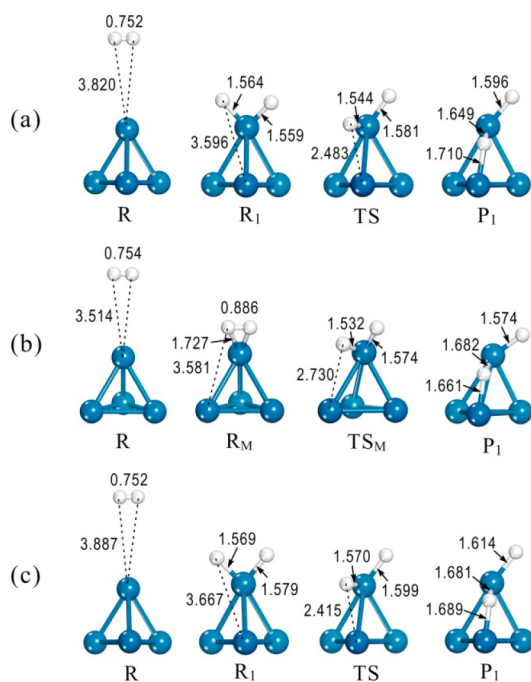 0.752
3.820
(a)
R
1.564
3.596
1.559
R1
1.544
2.483
1.581
TS
1.596
1.649
1.710
P1
0.754
3.514
(b)
R
0.886
1.727
3.581
RM
1.532
2.730
1.574
TSM
1.574
1.682
1.661
P1
0.752
3.887
(c)
R
1.569
3.667
1.579
R1
1.570
2.415
1.599
TS
1.614
1.681
1.689
P1